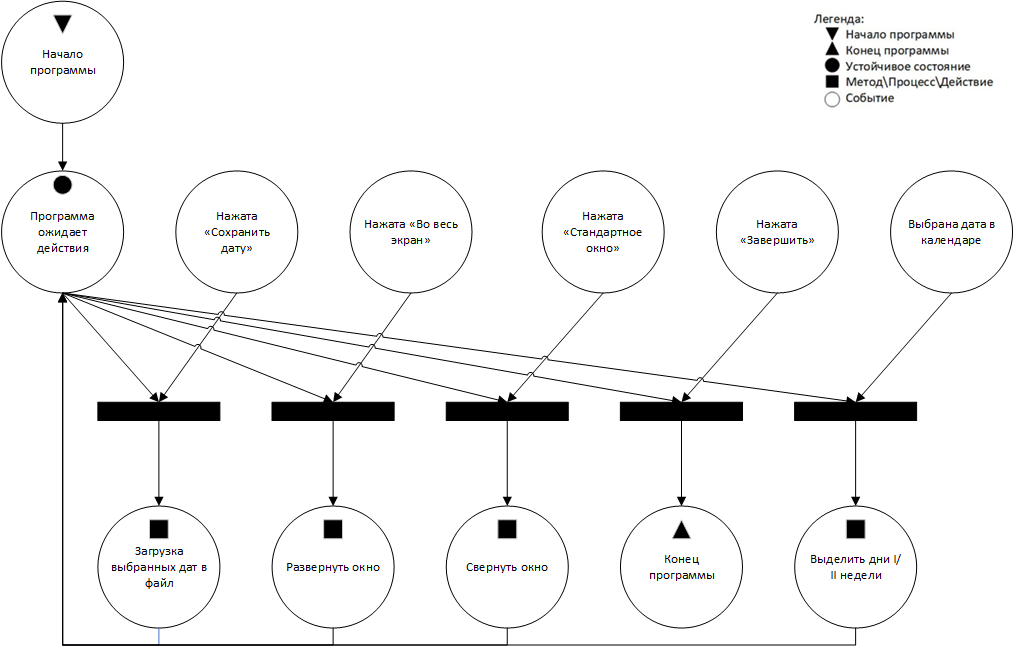 Легенда:
Начало программы
Конец программы
Устойчивое состояние
Метод\Процесс\Действие
Событие
Начало
программы
Программа
ожидает
действия
Нажата
«Сохранить
дату»
Нажата «Во весь
экран»
Нажата
«Стандартное
окно»
Нажата
«Завершить»
Выбрана дата в
календаре
Загрузка
выбранных дат в
файл
Развернуть окно
Свернуть окно
Конец
программы
Выделить дни I/
II недели